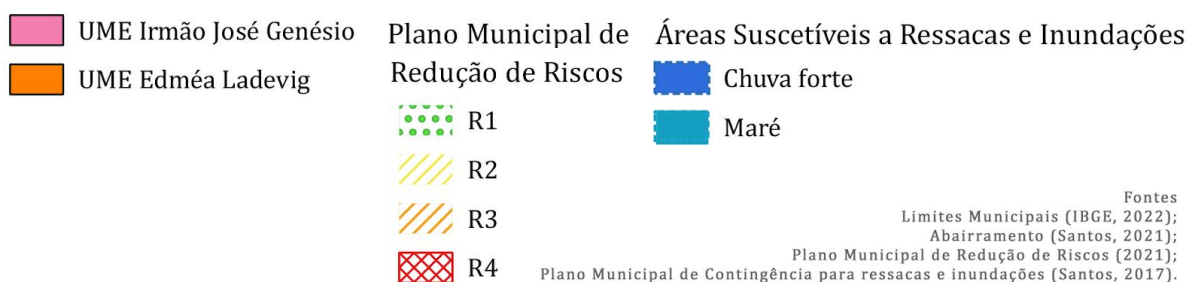 UME Irmão José Genésio
UME Edméa Ladevig
Plano Municipal de
Redução de Riscos
R1
R2
R3
R4
Áreas Suscetíveis a Ressacas e Inundações
Chuva forte
Maré
Fontes
Limites Municipais (IBGE, 2022);
Abairramento (Santos, 2021);
Plano Municipal de Redução de Riscos (2021);
Plano Municipal de Contingência para ressacas e inundações (Santos, 2017).